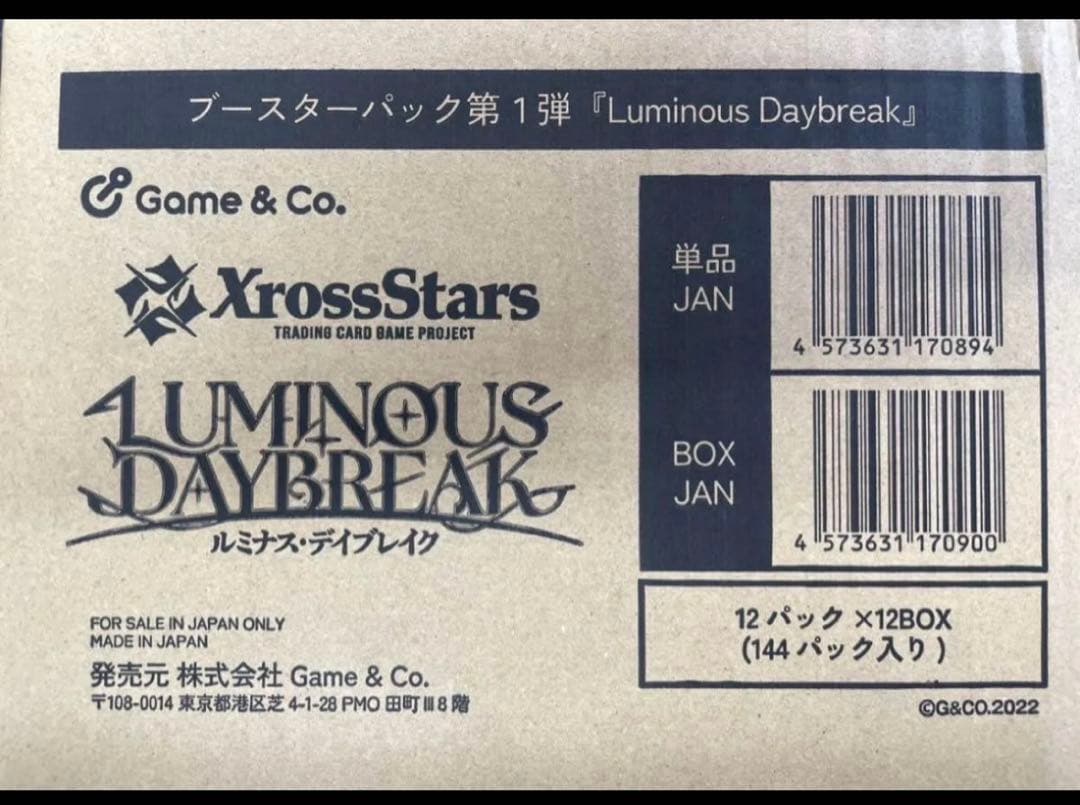 ブースターパック第1弾『Luminous Daybreak』
Game & Co.
XrossStars
TRADING CARD GAME PROJECT
LUMINOUS
DAYBREAK
ルミナス・デイブレイク
FOR SALE IN JAPAN ONLY
MADE IN JAPAN
発売元 株式会社 Game & Co.
〒108-0014 東京都港区芝 4-1-28 PMO 田町Ⅲ8階
単品
JAN
4 573631 170894
BOX
JAN
4 573631 170900
12 パック ×12BOX
(144 パック入り)
©G&CO.2022